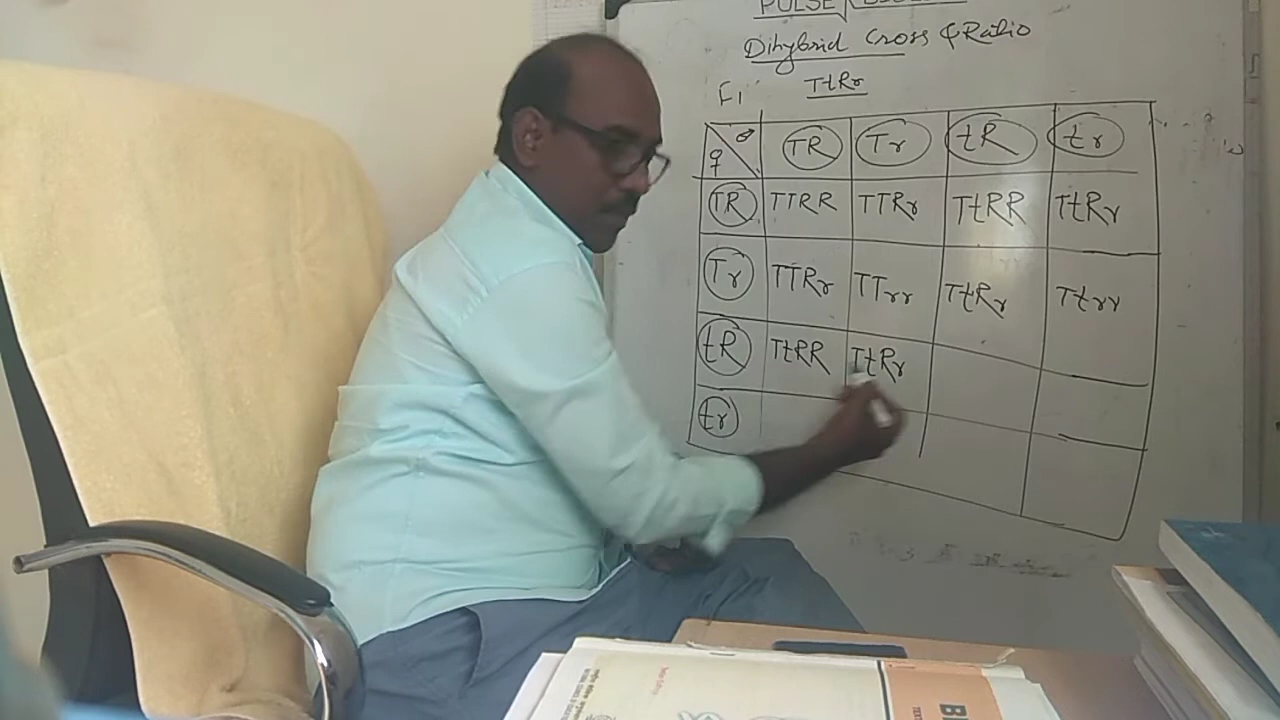 PULSE
Dihybrid Cross & Ratio
F1 TtRr
♂ TR Tr tR tr
♀
TR TTRR TTRr TtRR TtRr
Tr TTRr TTrr TtRr Ttrr
tR TtRR TtRr
tr